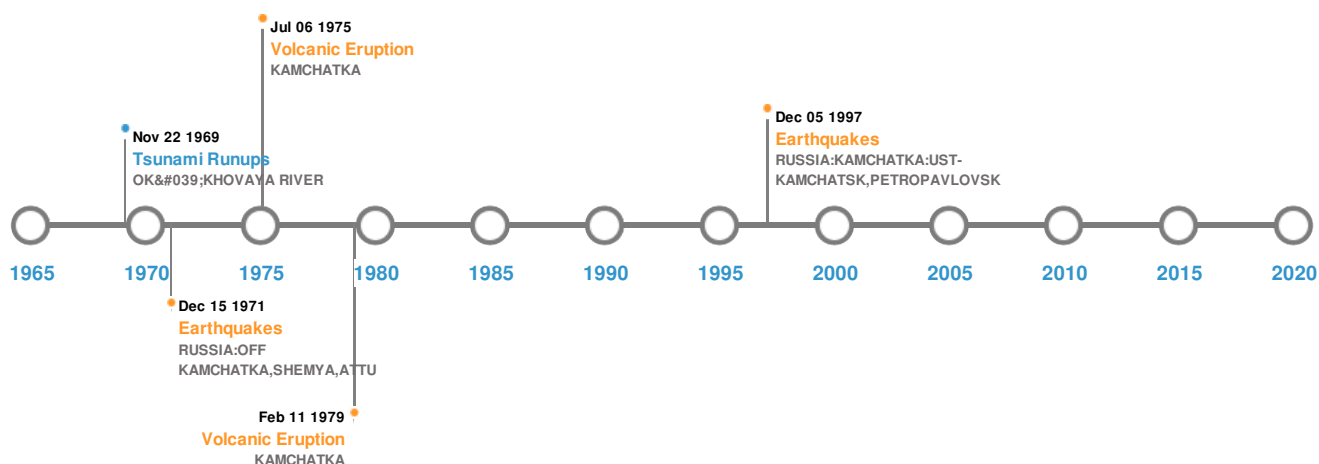 Jul 06 1975
Volcanic Eruption
KAMCHATKA
Nov 22 1969
Tsunami Runups
OK&#039;KHOVAYA RIVER
Dec 05 1997
Earthquakes
RUSSIA:KAMCHATKA:UST-
KAMCHATSK,PETROPAVLOVSK
1965 1970 1975 1980 1985 1990 1995 2000 2005 2010 2015 2020
Dec 15 1971
Earthquakes
RUSSIA:OFF
KAMCHATKA,SHEMYA,ATTU
Feb 11 1979
Volcanic Eruption
KAMCHATKA